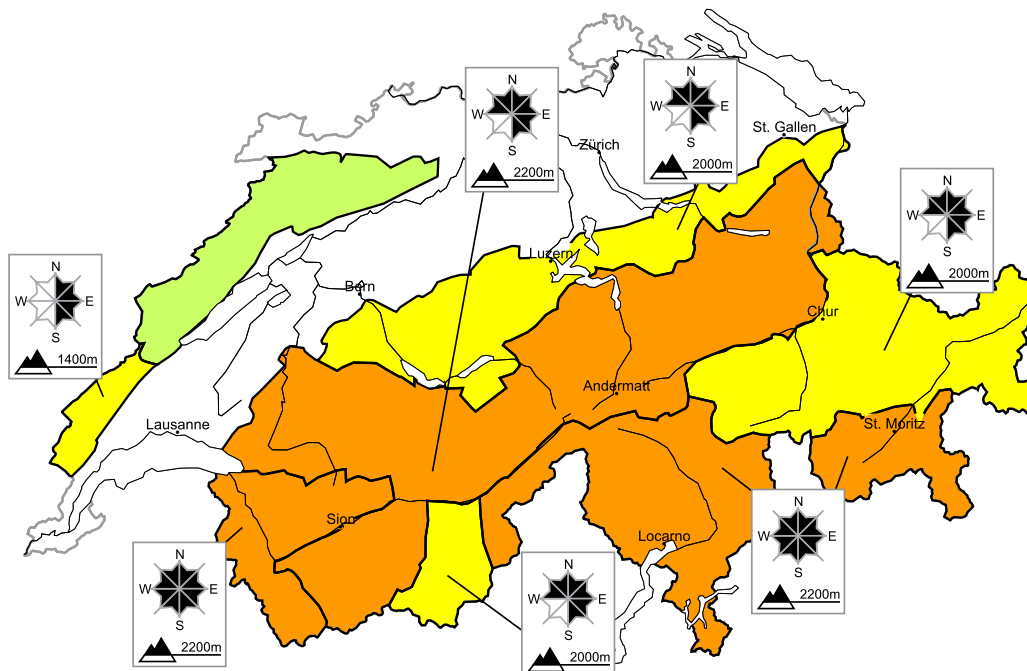 N
W E
S
2200m
N
W E
S
2000m
St. Gallen
Zürich
N
W E
S
2000m
Luzern
N
W E
S
1400m
Bern
Chur
Andermatt
Lausanne
St. Moritz
Sion
Locarno
N
W E
S
2200m
N
W E
S
2200m
N
W E
S
2000m